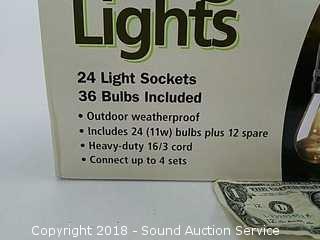 Lights
24 Light Sockets
36 Bulbs Included
• Outdoor weatherproof
• Includes 24 (11w) bulbs plus 12 spare
• Heavy-duty 16/3 cord
• Connect up to 4 sets
Copyright 2018 - Sound Auction Service